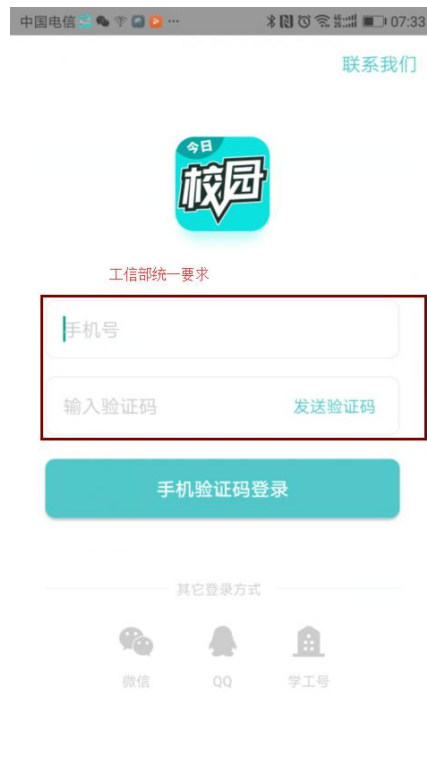 中国电信 ··· 07:33
联系我们
今日
校园
工信部统一要求
手机号
输入验证码 发送验证码
手机验证码登录
其它登录方式
微信 QQ 学工号